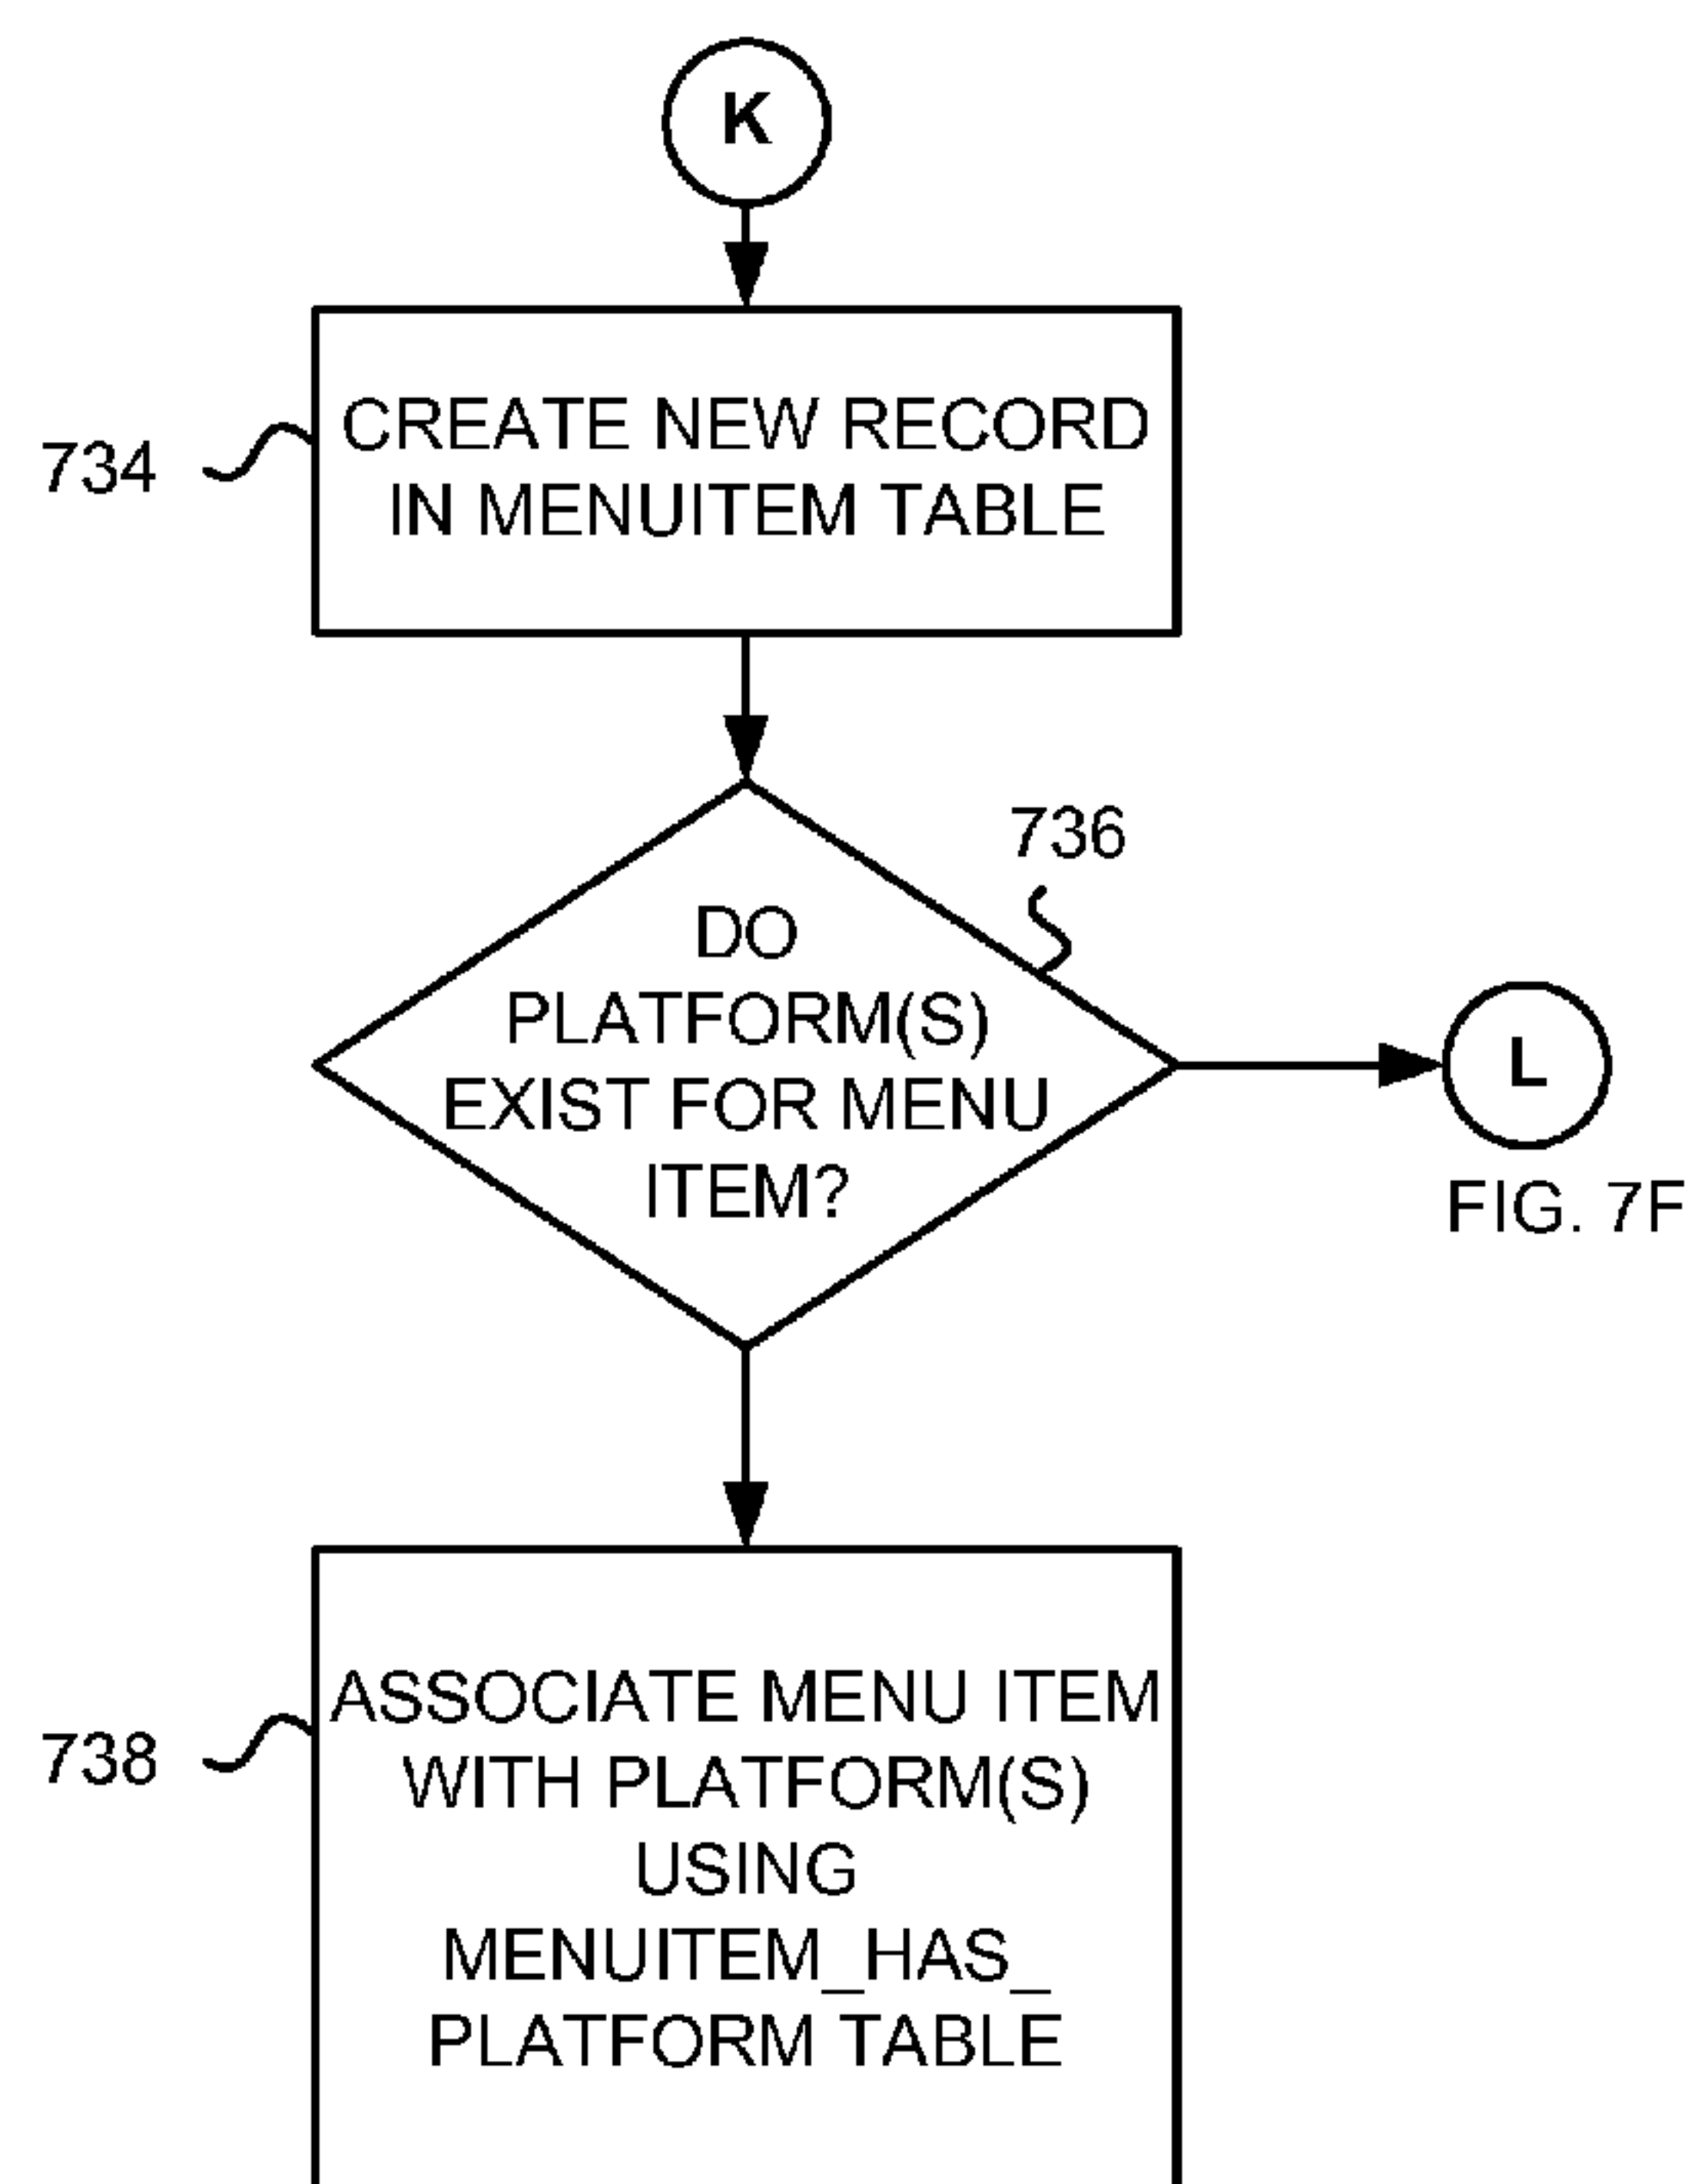 K
734
CREATE NEW RECORD
IN MENUITEM TABLE
736
DO
PLATFORM(S)
EXIST FOR MENU
ITEM?
L
FIG. 7F
738
ASSOCIATE MENU ITEM
WITH PLATFORM(S)
USING
MENUITEM_HAS_
PLATFORM TABLE